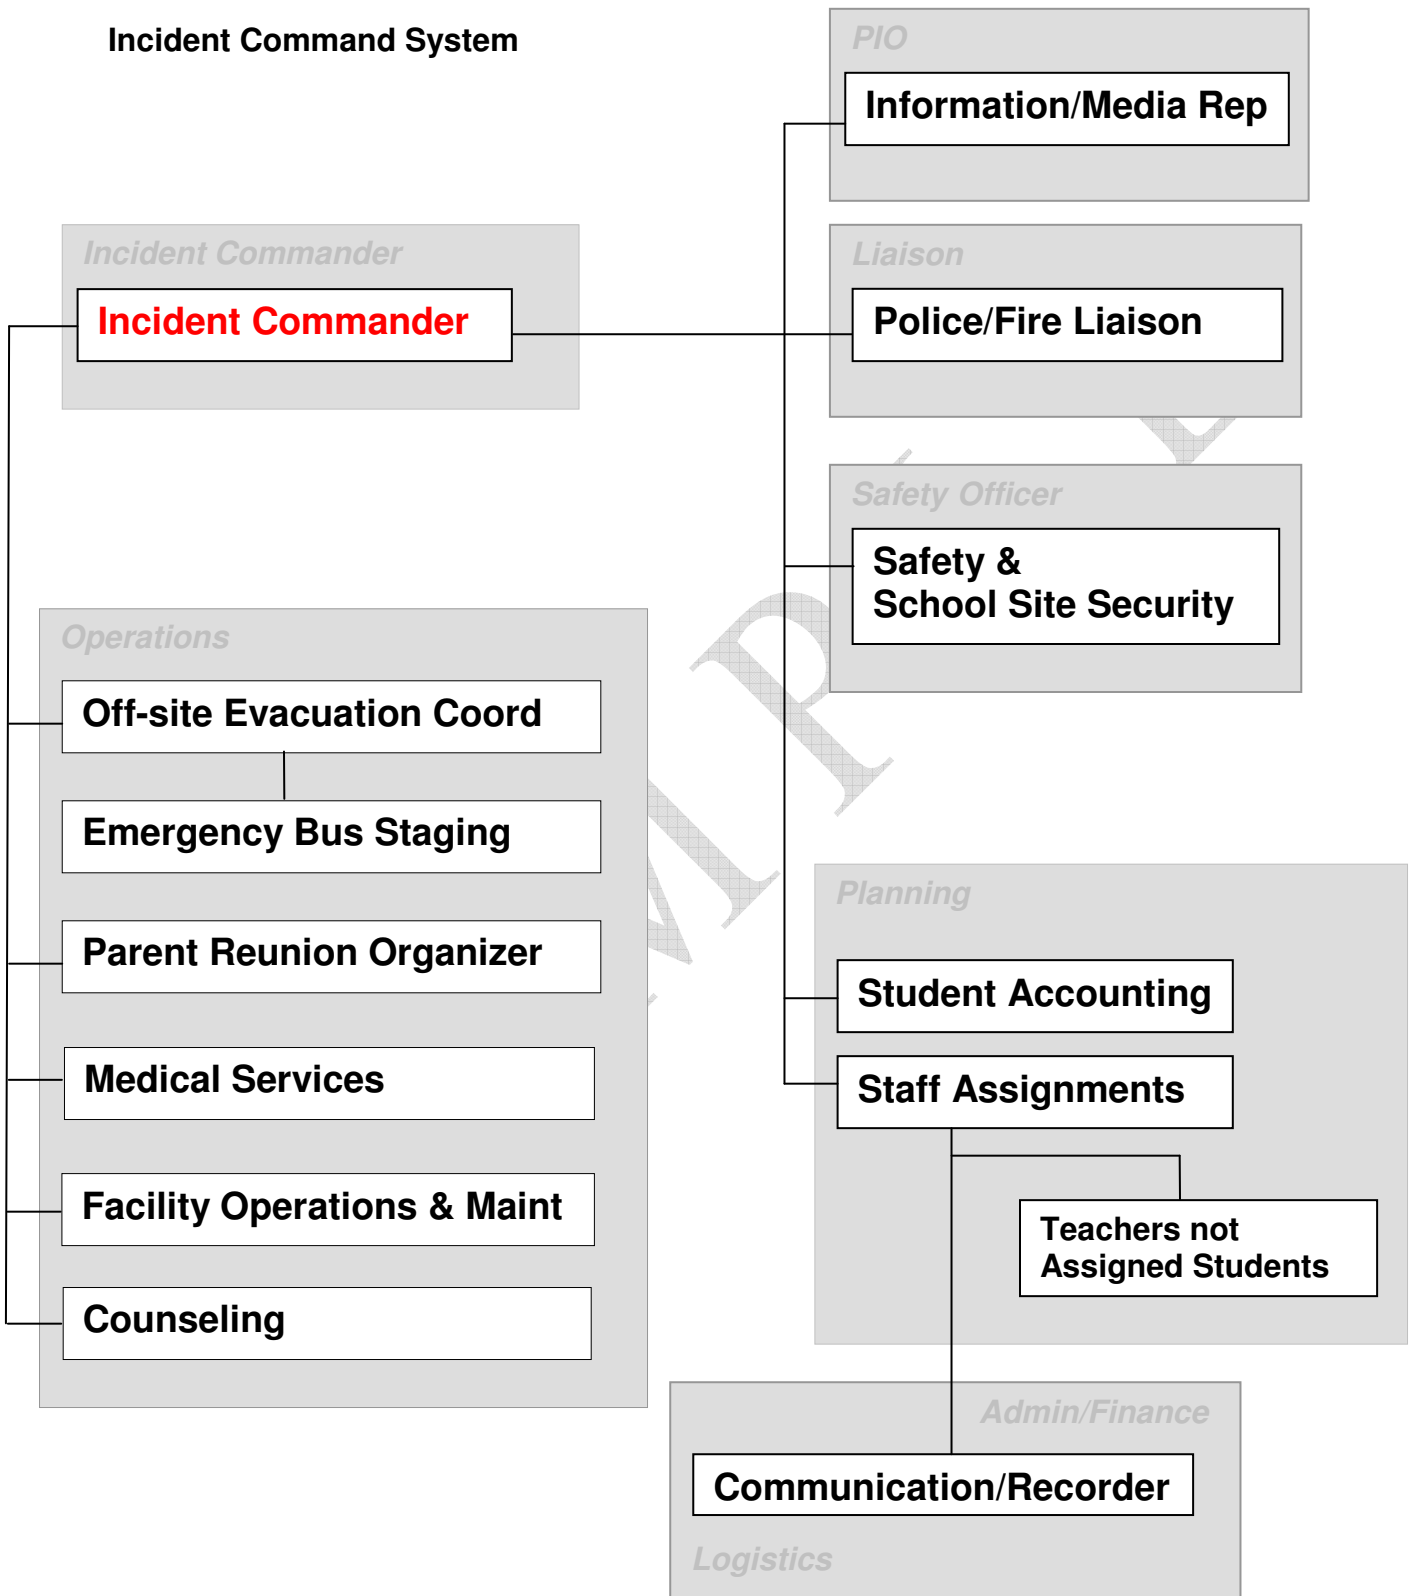 Incident Command System
PIO
Information/Media Rep
Incident Commander
Incident Commander
Liaison
Police/Fire Liaison
Safety Officer
Safety &
School Site Security
Operations
Off-site Evacuation Coord
Emergency Bus Staging
Parent Reunion Organizer
Medical Services
Facility Operations & Maint
Counseling
Planning
Student Accounting
Staff Assignments
Teachers not
Assigned Students
Admin/Finance
Communication/Recorder
Logistics